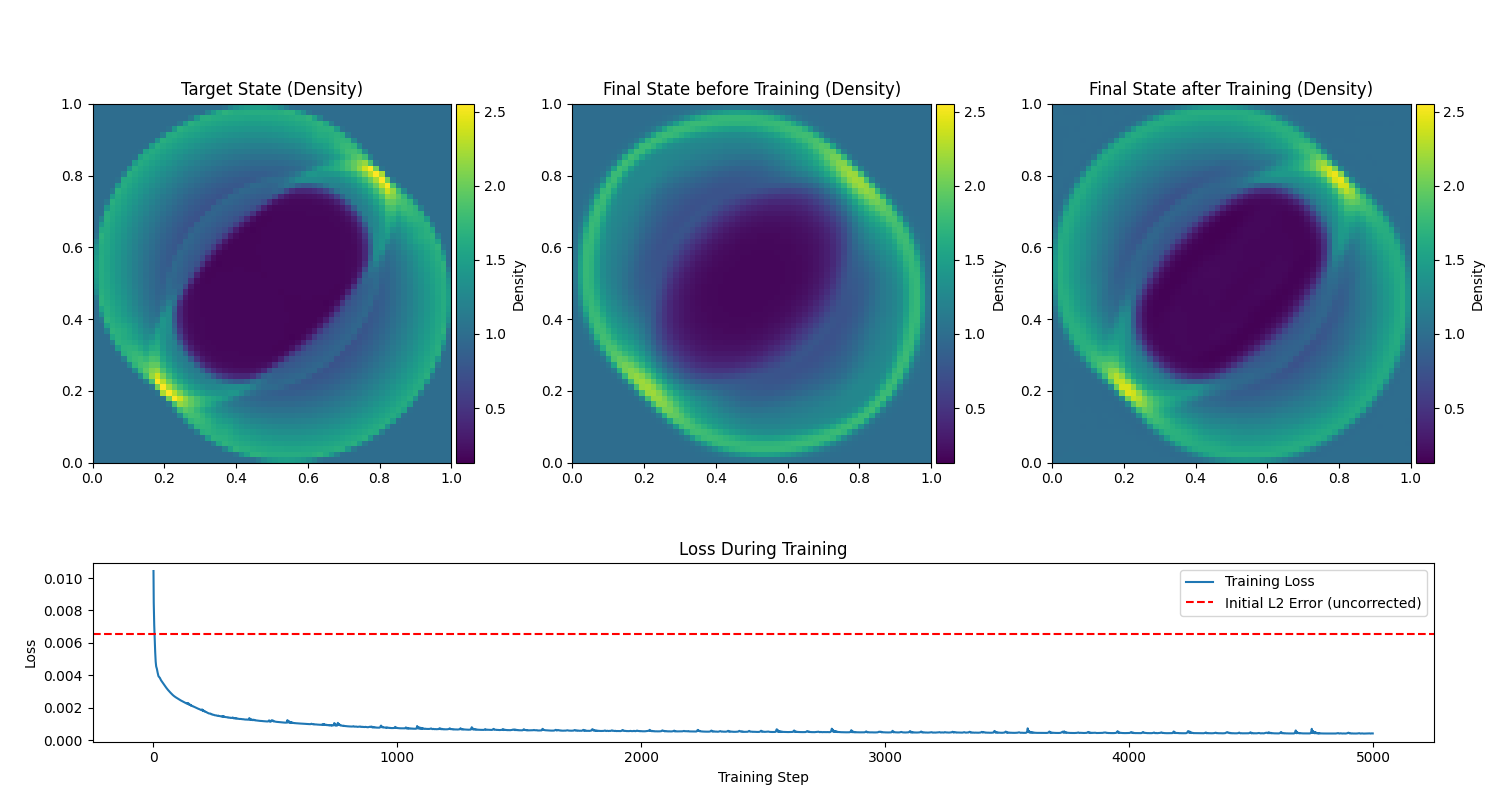 Target State (Density)
Final State before Training (Density)
Final State after Training (Density)
1.0
0.8
0.6
0.4
0.2
0.0
0.0 0.2 0.4 0.6 0.8 1.0
2.5
2.0
1.5
1.0
0.5
Density
1.0
0.8
0.6
0.4
0.2
0.0
0.0 0.2 0.4 0.6 0.8 1.0
2.5
2.0
1.5
1.0
0.5
Density
1.0
0.8
0.6
0.4
0.2
0.0
0.0 0.2 0.4 0.6 0.8 1.0
2.5
2.0
1.5
1.0
0.5
Density
Loss During Training
Loss
0.010
0.008
0.006
0.004
0.002
0.000
Training Loss
Initial L2 Error (uncorrected)
0 1000 2000 3000 4000 5000
Training Step